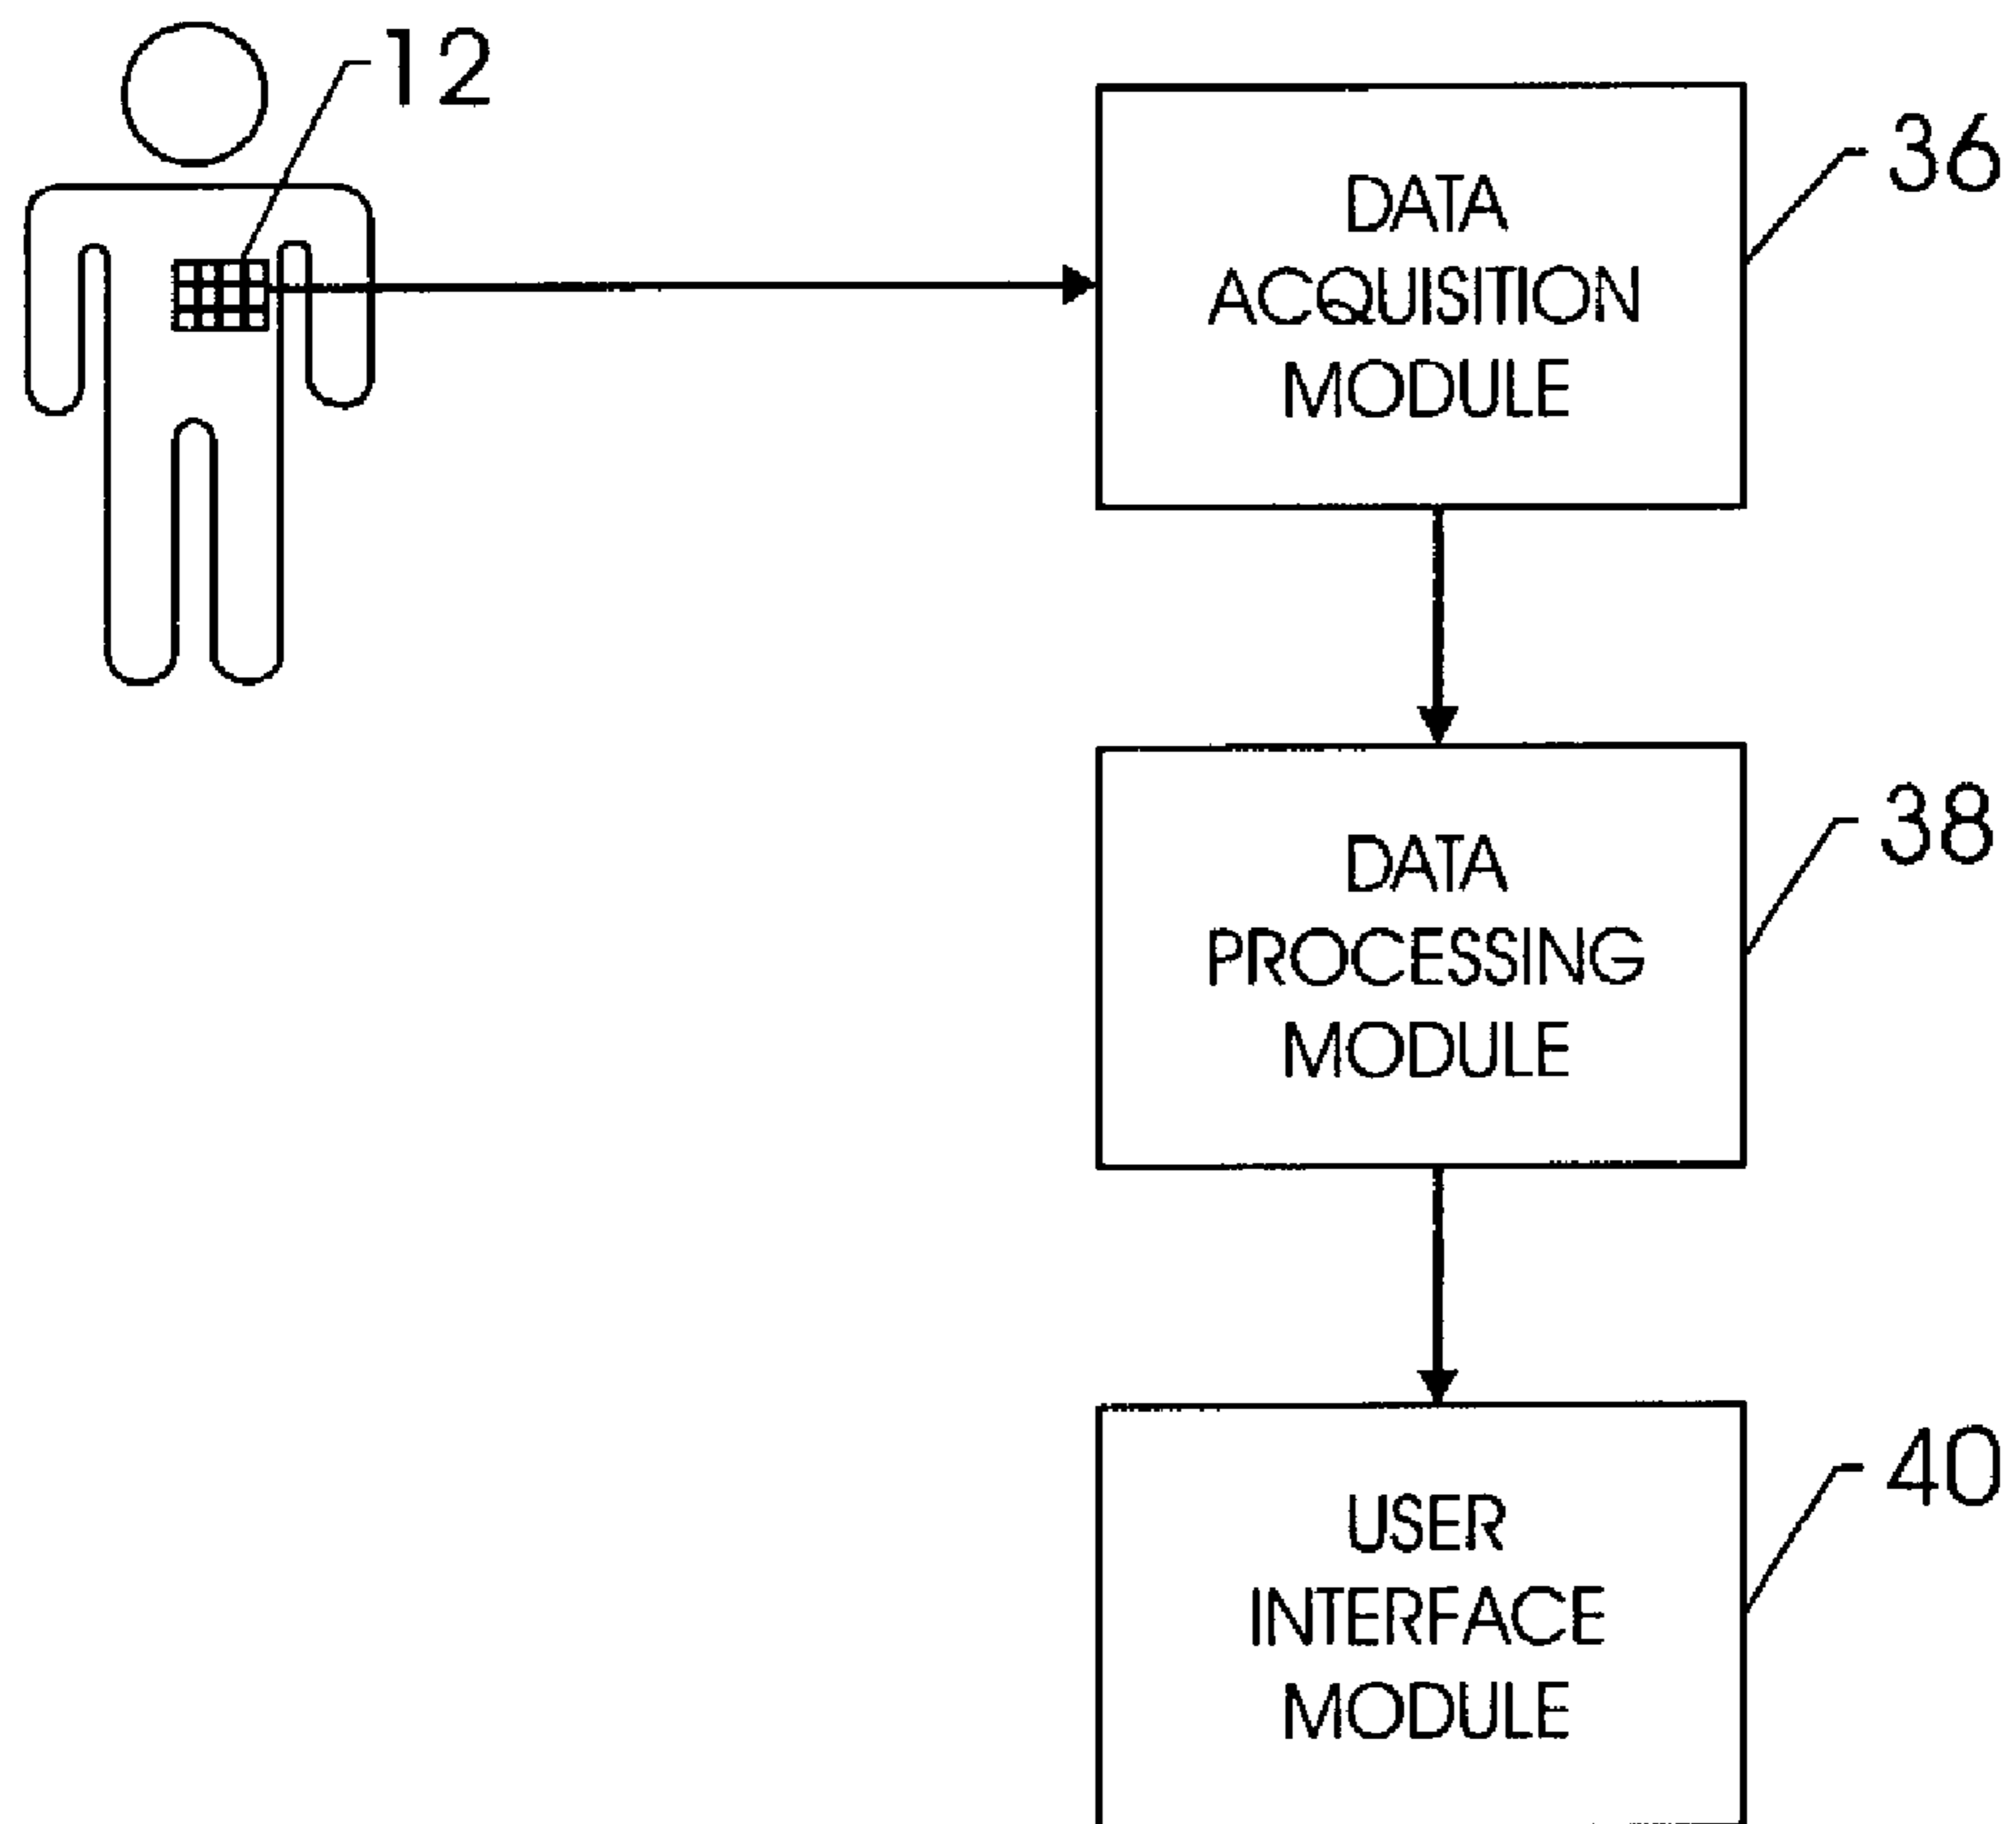 12
36
DATA
ACQUISITION
MODULE
38
DATA
PROCESSING
MODULE
40
USER
INTERFACE
MODULE